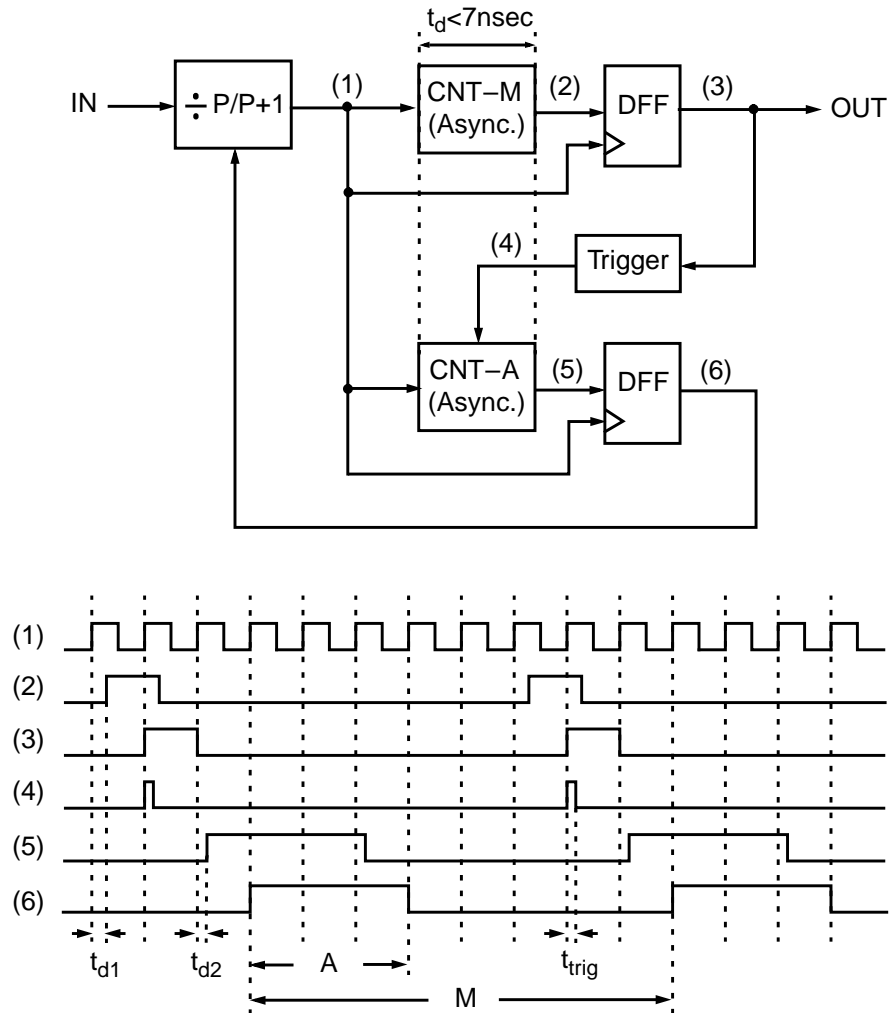 t_d<7nsec
IN
÷ P/P+1
(1)
CNT–M
(Async.)
(2)
DFF
(3)
OUT
(4)
Trigger
CNT–A
(Async.)
(5)
DFF
(6)
(1)
(2)
(3)
(4)
(5)
(6)
t_d1
t_d2
A
t_trig
M